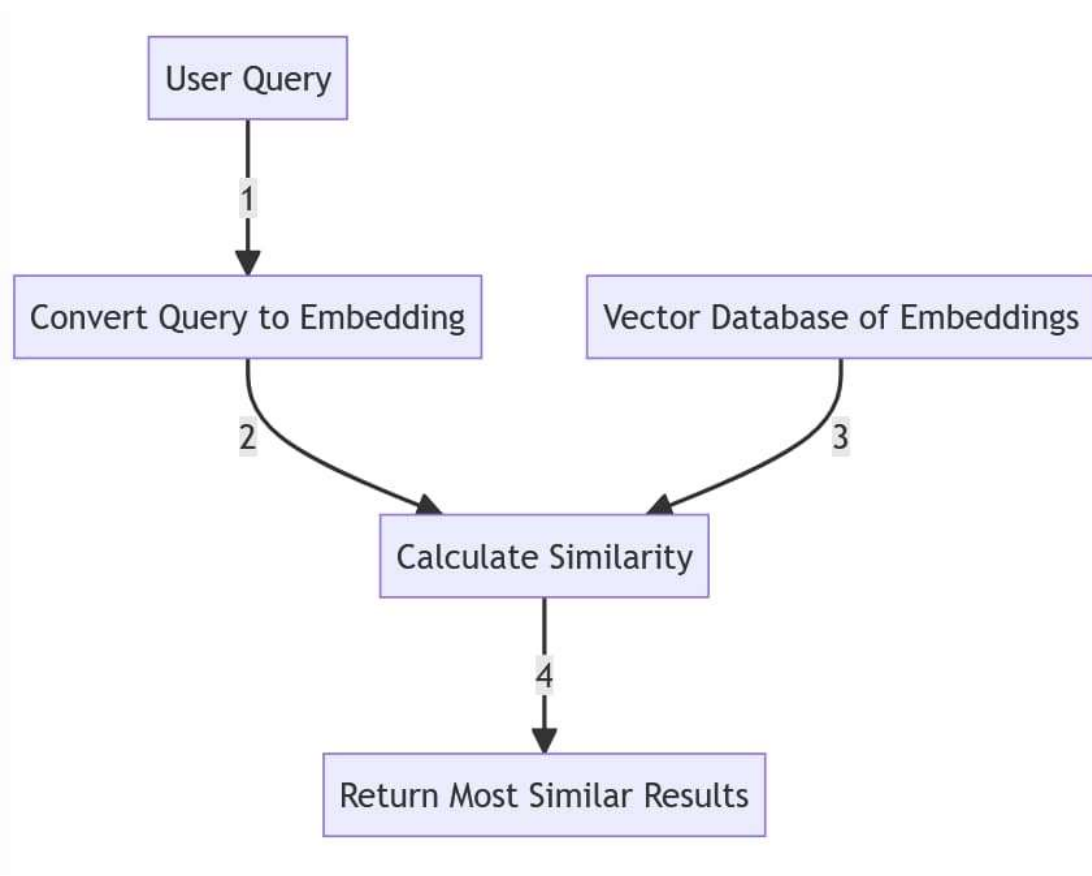 User Query
1
Convert Query to Embedding
Vector Database of Embeddings
2
3
Calculate Similarity
4
Return Most Similar Results